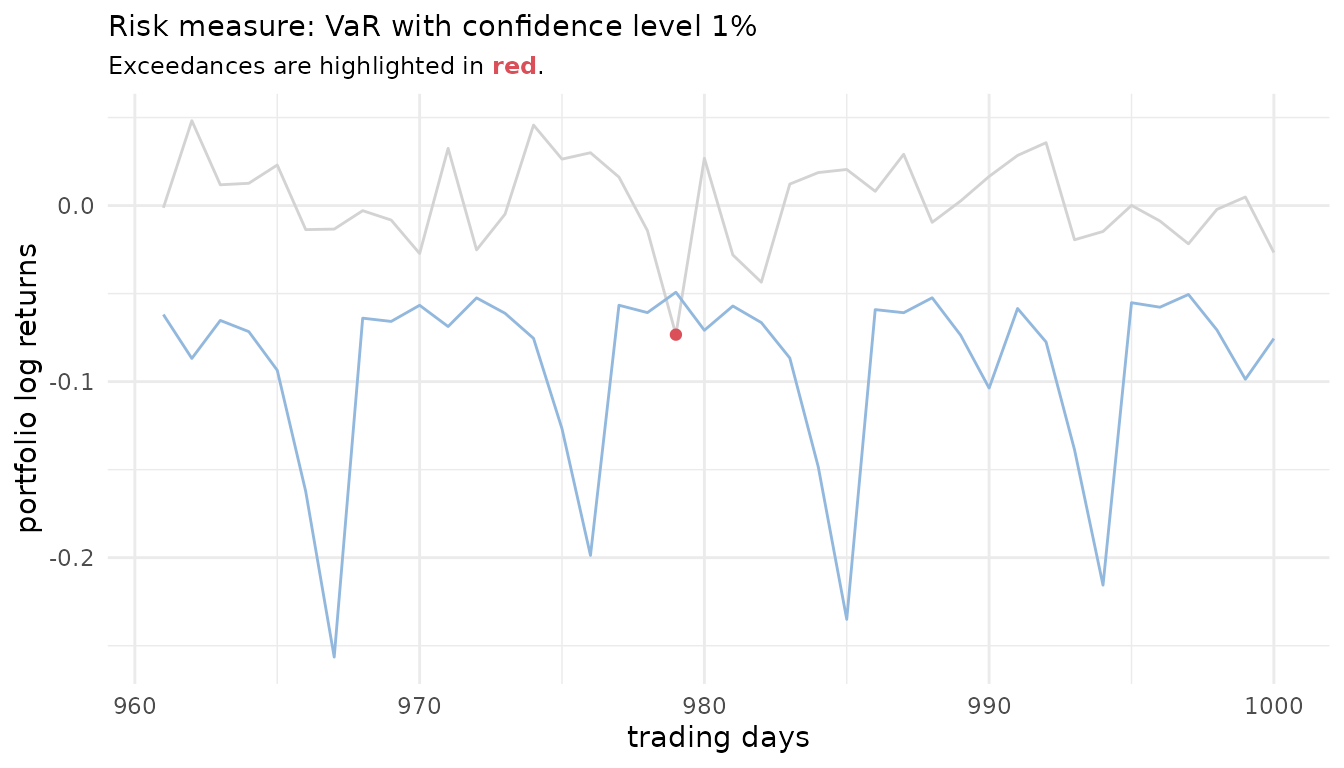 Risk measure: VaR with confidence level 1%
Exceedances are highlighted in red.
portfolio log returns
0.0
-0.1
-0.2
960 970 980 990 1000
trading days